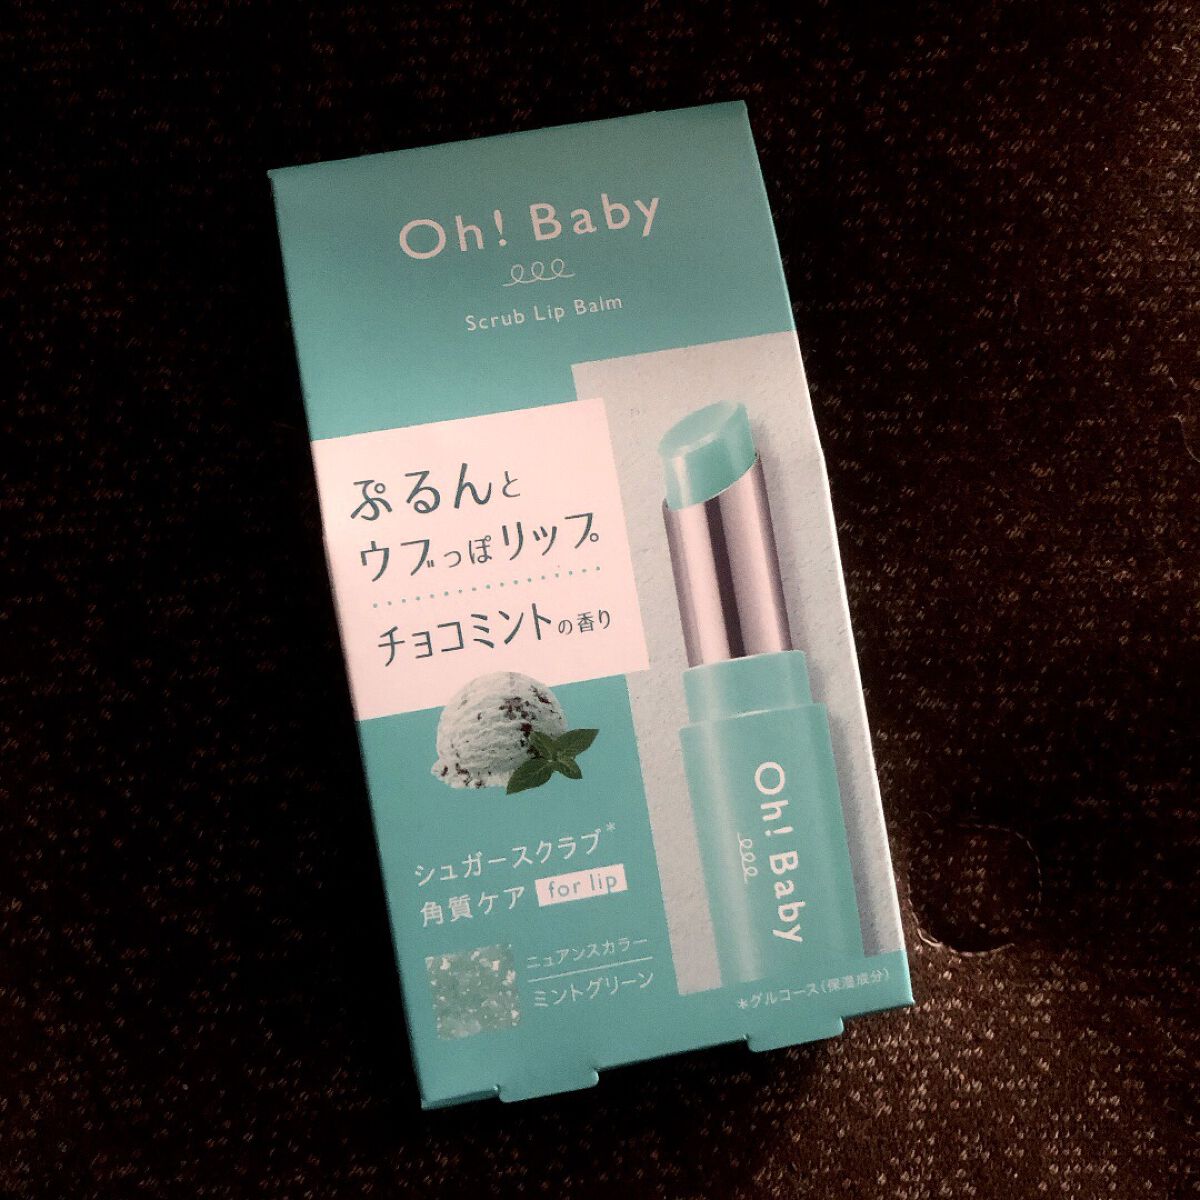 Oh! Baby
Scrub Lip Balm
ぷるんと
ウブっぽリップ。
チョコミントの香り
シュガースクラブ*
角質ケア for lip
ニュアンスカラー
ミントグリーン
Oh! Baby
*グルコース(保湿成分)